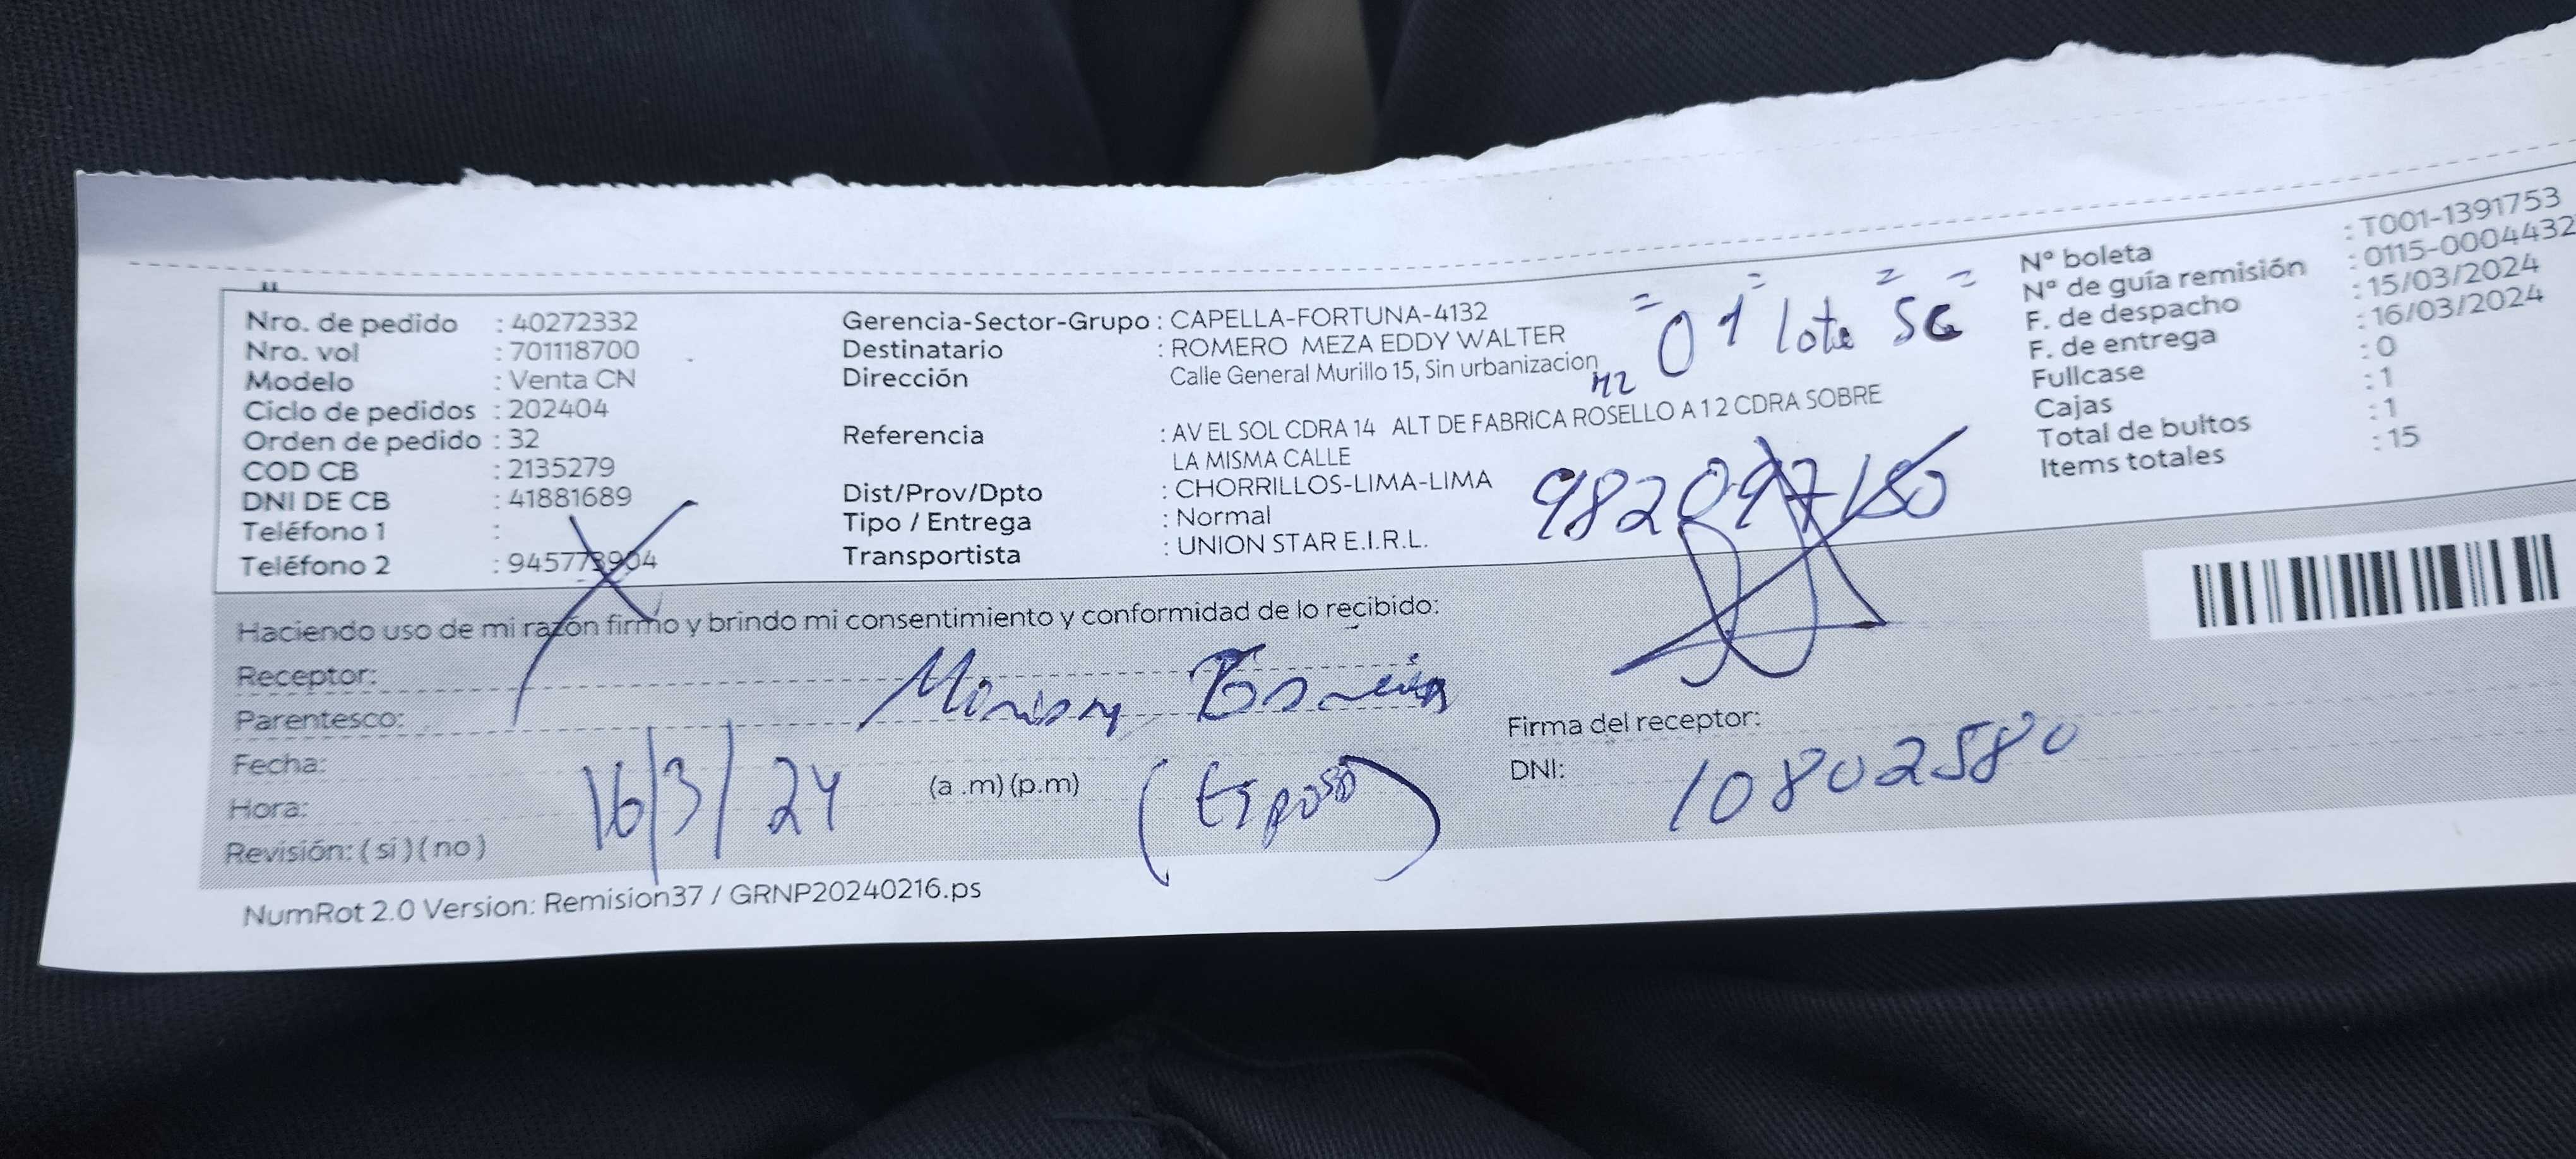 Nro. de pedido : 40272332
Nro. vol : 701118700
Modelo : Venta CN
Ciclo de pedidos : 202404
Orden de pedido : 32
COD CB : 2135279
DNI DE CB : 41881689
Teléfono 1 :
Teléfono 2 : 945773904
Gerencia-Sector-Grupo : CAPELLA-FORTUNA-4132
Destinatario : ROMERO MEZA EDDY WALTER
Dirección Calle General Murillo 15, Sin urbanizacion
Mz 01 lote 5G
Referencia : AV EL SOL CDRA 14 ALT DE FABRICA ROSELLO A 1 2 CDRA SOBRE
LA MISMA CALLE
Dist/Prov/Dpto : CHORRILLOS-LIMA-LIMA
Tipo / Entrega : Normal
Transportista : UNION STAR E.I.R.L.
982097150
N° boleta : T001-1391753
N° de guía remisión : 0115-0004432
F. de despacho : 15/03/2024
F. de entrega : 16/03/2024
Fullcase : 0
Cajas : 1
Total de bultos : 1
Items totales : 15
Haciendo uso de mi razón firmo y brindo mi consentimiento y conformidad de lo recibido:
Receptor:
Parentesco:
Fecha: 16/3/24
Hora: (a .m) (p.m) (Esposo)
Revisión: ( si ) ( no )
Firma del receptor:
DNI: 10802580
NumRot 2.0 Version: Remision37 / GRNP20240216.ps